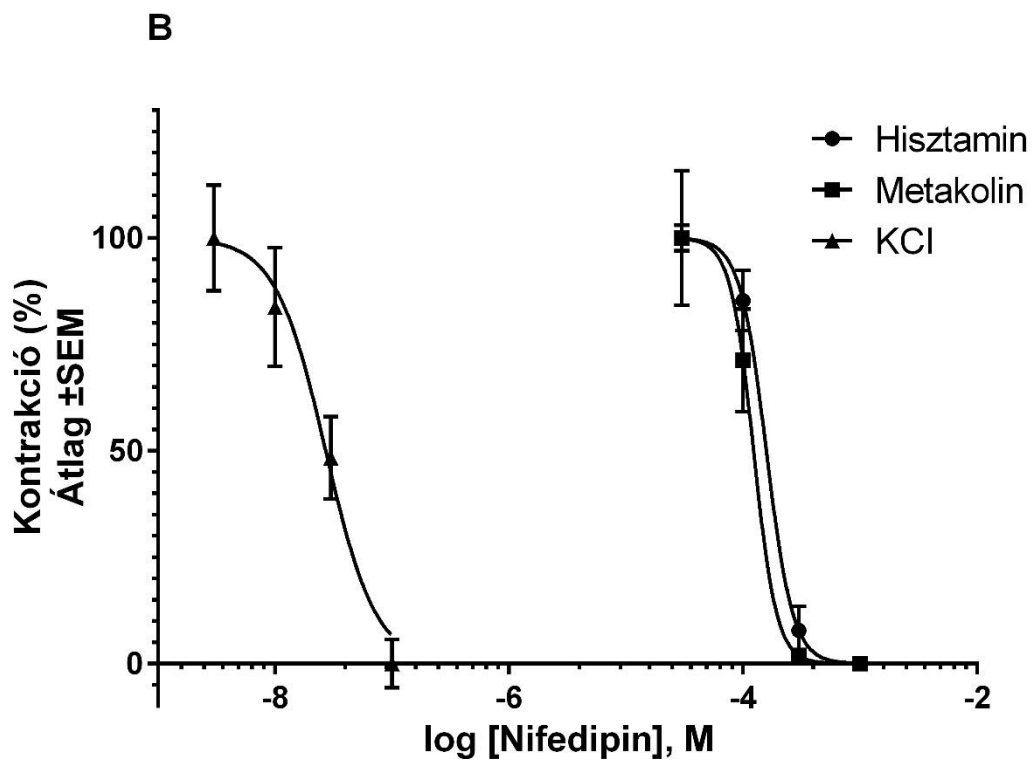 B
Hisztamin
Metakolin
KCl
Kontrakció (%)
Átlag ±SEM
100
50
0
-8
-6
-4
-2
log [Nifedipin], M